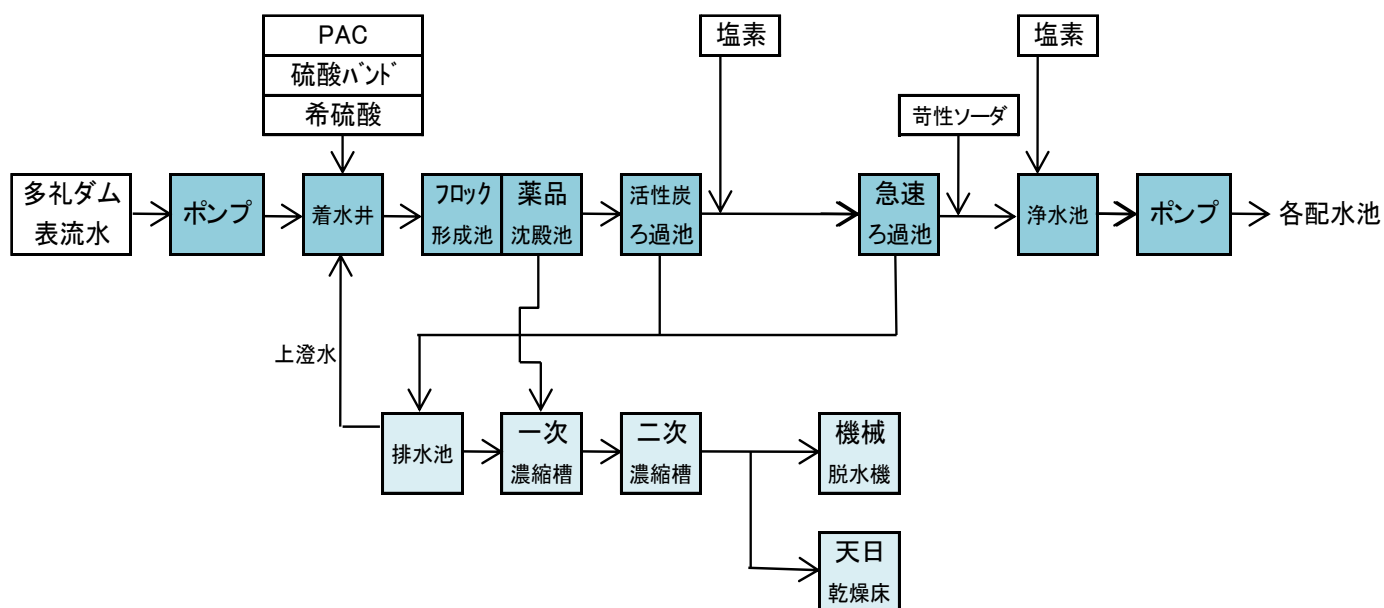 PAC
硫酸バンド
希硫酸
塩素
塩素
苛性ソーダ
多礼ダム
表流水
ポンプ
着水井
フロック
形成池
薬品
沈殿池
活性炭
ろ過池
急速
ろ過池
浄水池
ポンプ
各配水池
上澄水
排水池
一次
濃縮槽
二次
濃縮槽
機械
脱水機
天日
乾燥床